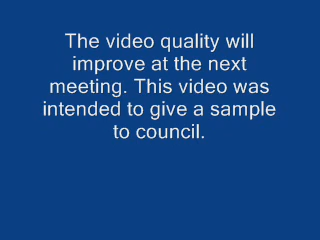 The video quality will
improve at the next
meeting. This video was
intended to give a sample
to council.